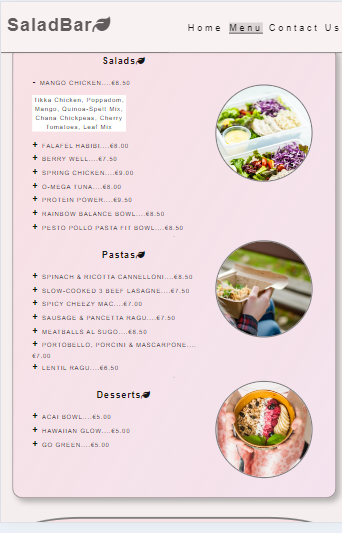 SaladBar
Home Menu Contact Us
Salads
- MANGO CHICKEN....€8.50
Tikka Chicken, Poppadum,
Mango, Quinoa-Spelt Mix,
Chana Chickpeas, Cherry
Tomatoes, Leaf Mix
+ FALAFEL HABIBI....€8.00
+ BERRY WELL....€7.50
+ SPRING CHICKEN....€9.00
+ O-MEGA TUNA....€8.00
+ PROTEIN POWER....€9.50
+ RAINBOW BALANCE BOWL....€8.50
+ PESTO POLLO PASTA FIT BOWL....€8.50
Pastas
+ SPINACH & RICOTTA CANNELLONI....€8.50
+ SLOW-COOKED 3 BEEF LASAGNE....€7.50
+ SPICY CHEEZY MAC....€7.00
+ SAUSAGE & PANCETTA RAGU....€7.50
+ MEATBALLS AL SUGO....€8.50
+ PORTOBELLO, PORCINI & MASCARPONE....
€7.00
+ LENTIL RAGU....€6.50
Desserts
+ ACAI BOWL....€5.00
+ HAWAIIAN GLOW....€5.00
+ GO GREEN....€5.00